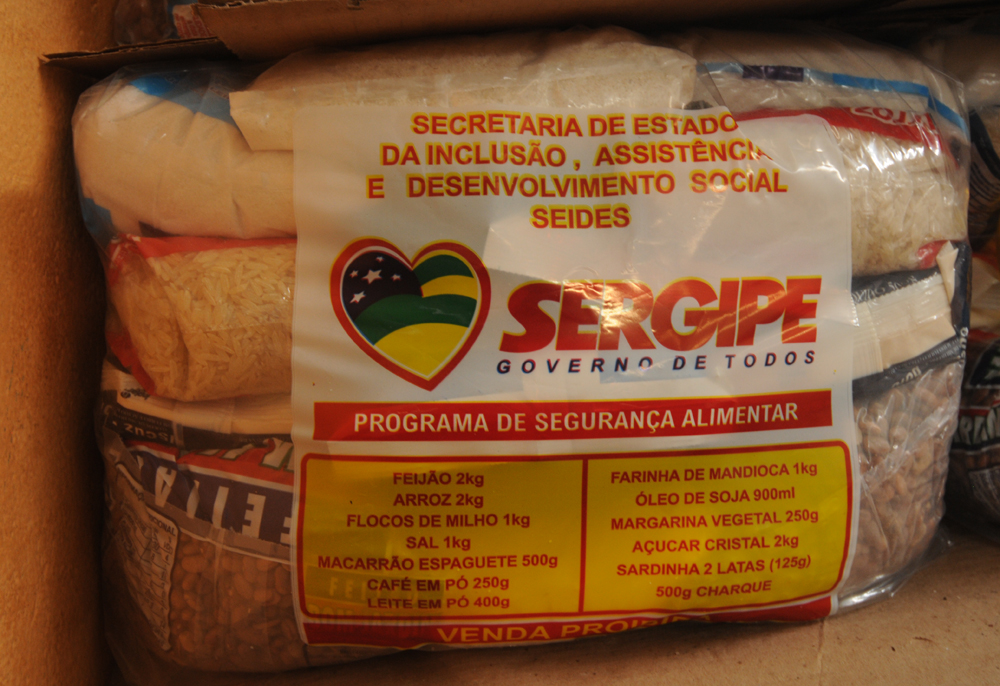 SECRETARIA DE ESTADO
DA INCLUSÃO , ASSISTÊNCIA
E DESENVOLVIMENTO SOCIAL
SEIDES
SERGIPE
GOVERNO DE TODOS
PROGRAMA DE SEGURANÇA ALIMENTAR
FEIJÃO 2kg
ARROZ 2kg
FLOCOS DE MILHO 1kg
SAL 1kg
MACARRÃO ESPAGUETE 500g
CAFÉ EM PÓ 250g
LEITE EM PÓ 400g
FARINHA DE MANDIOCA 1kg
ÓLEO DE SOJA 900ml
MARGARINA VEGETAL 250g
AÇUCAR CRISTAL 2kg
SARDINHA 2 LATAS (125g)
500g CHARQUE
VENDA PROIBIDA